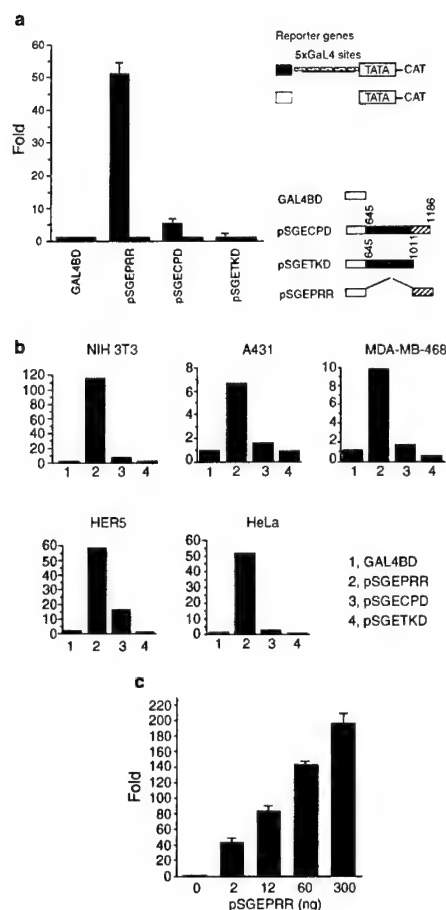 a
Reporter genes
5xGaL4 sites
TATA CAT
TATA CAT
60
50
40
30
20
10
0
Fold
GAL4BD
pSGEPRR
pSGECPD
pSGETKD
GAL4BD
645
1186
pSGECPD
645
1011
pSGETKD
pSGEPRR
b
NIH 3T3
120
100
80
60
40
20
0
1 2 3 4
A431
8
6
4
2
0
1 2 3 4
MDA-MB-468
10
8
6
4
2
0
1 2 3 4
HER5
60
50
40
30
20
10
0
1 2 3 4
HeLa
60
50
40
30
20
10
0
1 2 3 4
1, GAL4BD
2, pSGEPRR
3, pSGECPD
4, pSGETKD
c
220
200
180
160
140
120
100
80
60
40
20
0
Fold
0 2 12 60 300
pSGEPRR (ng)